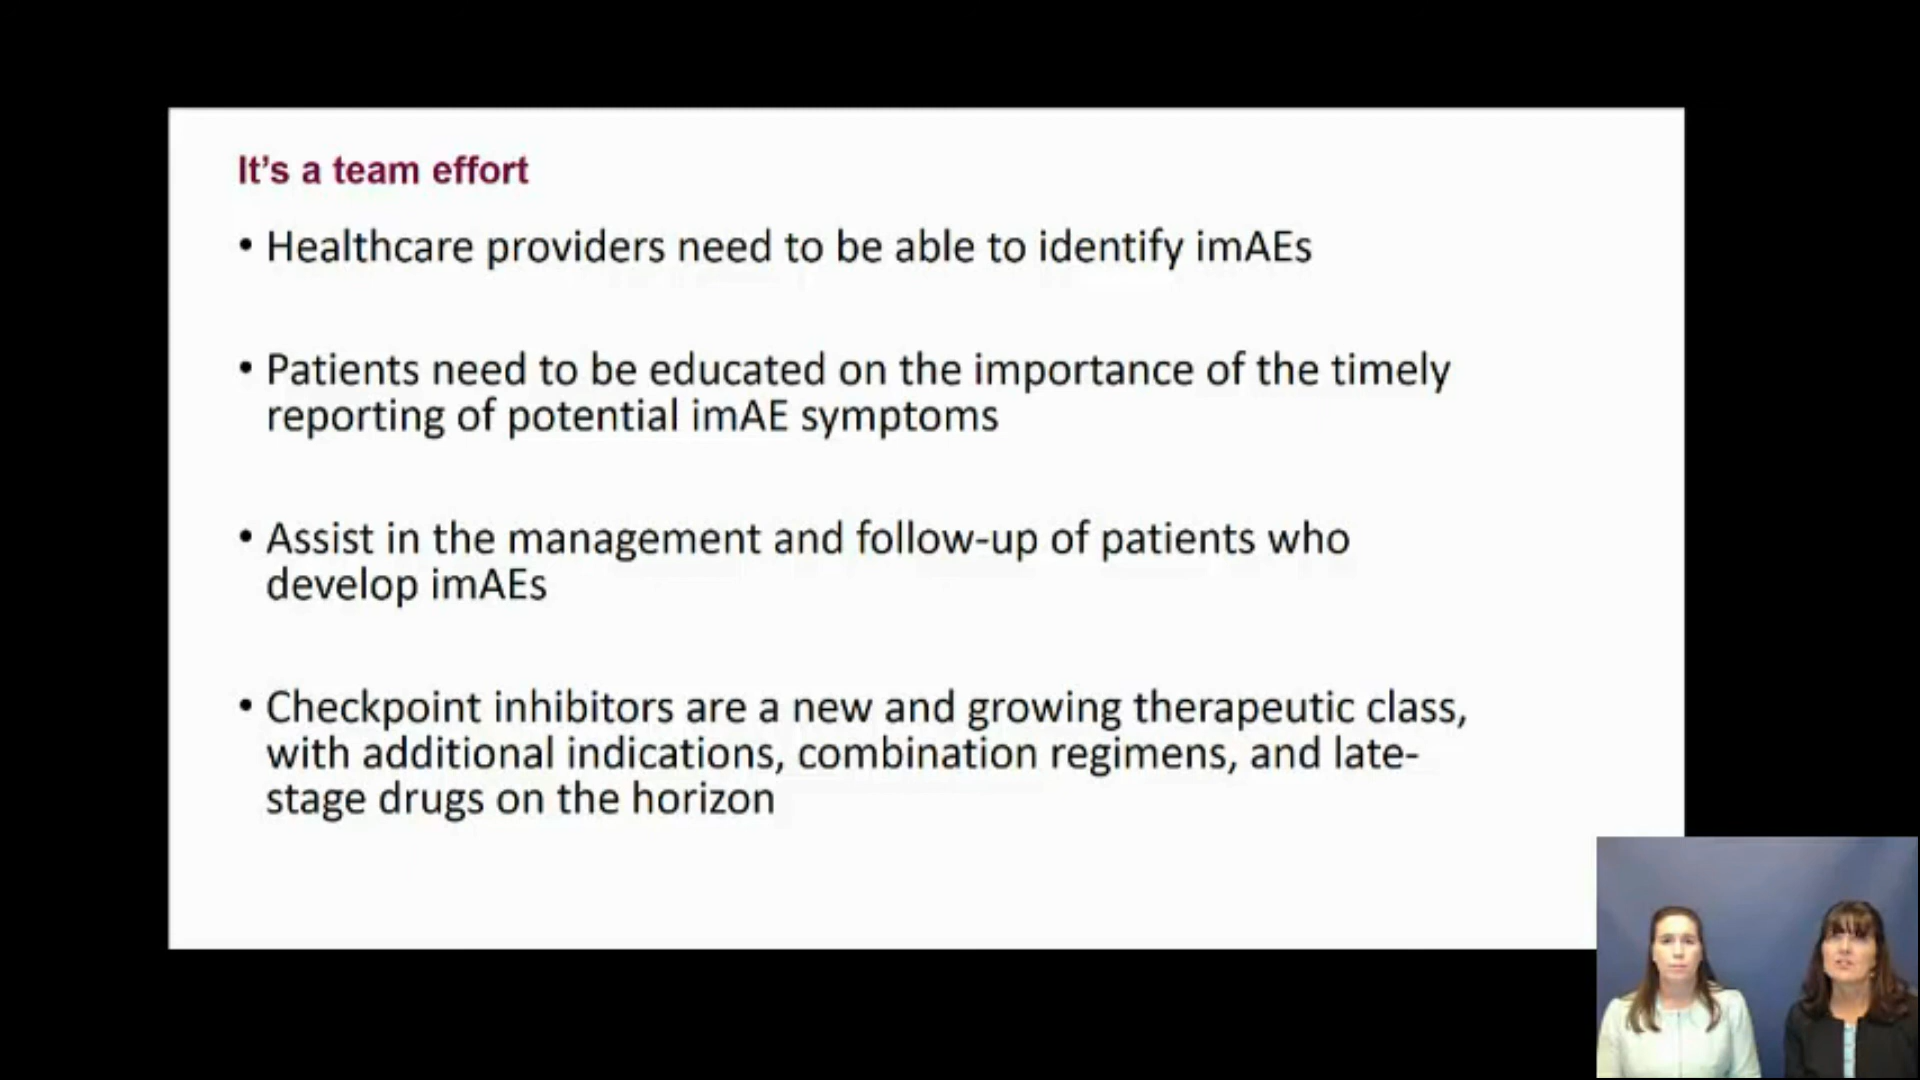 It's a team effort
• Healthcare providers need to be able to identify imAEs
• Patients need to be educated on the importance of the timely
reporting of potential imAE symptoms
• Assist in the management and follow-up of patients who
develop imAEs
• Checkpoint inhibitors are a new and growing therapeutic class,
with additional indications, combination regimens, and late-
stage drugs on the horizon